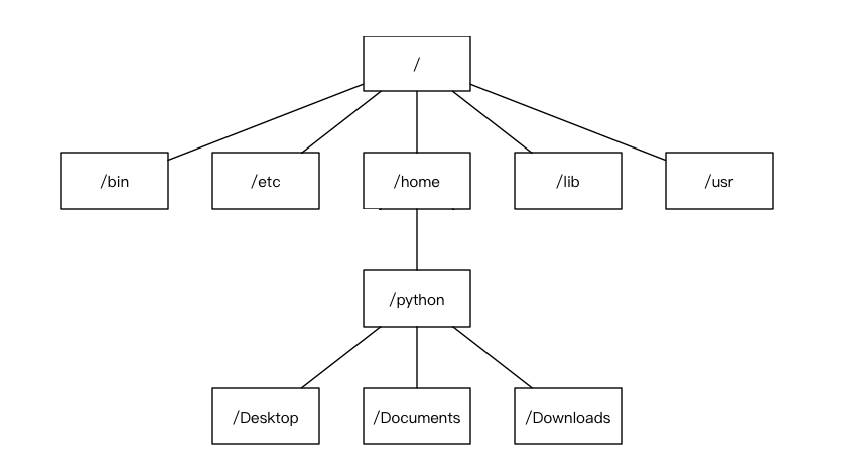 /
/bin
/etc
/home
/lib
/usr
/python
/Desktop
/Documents
/Downloads